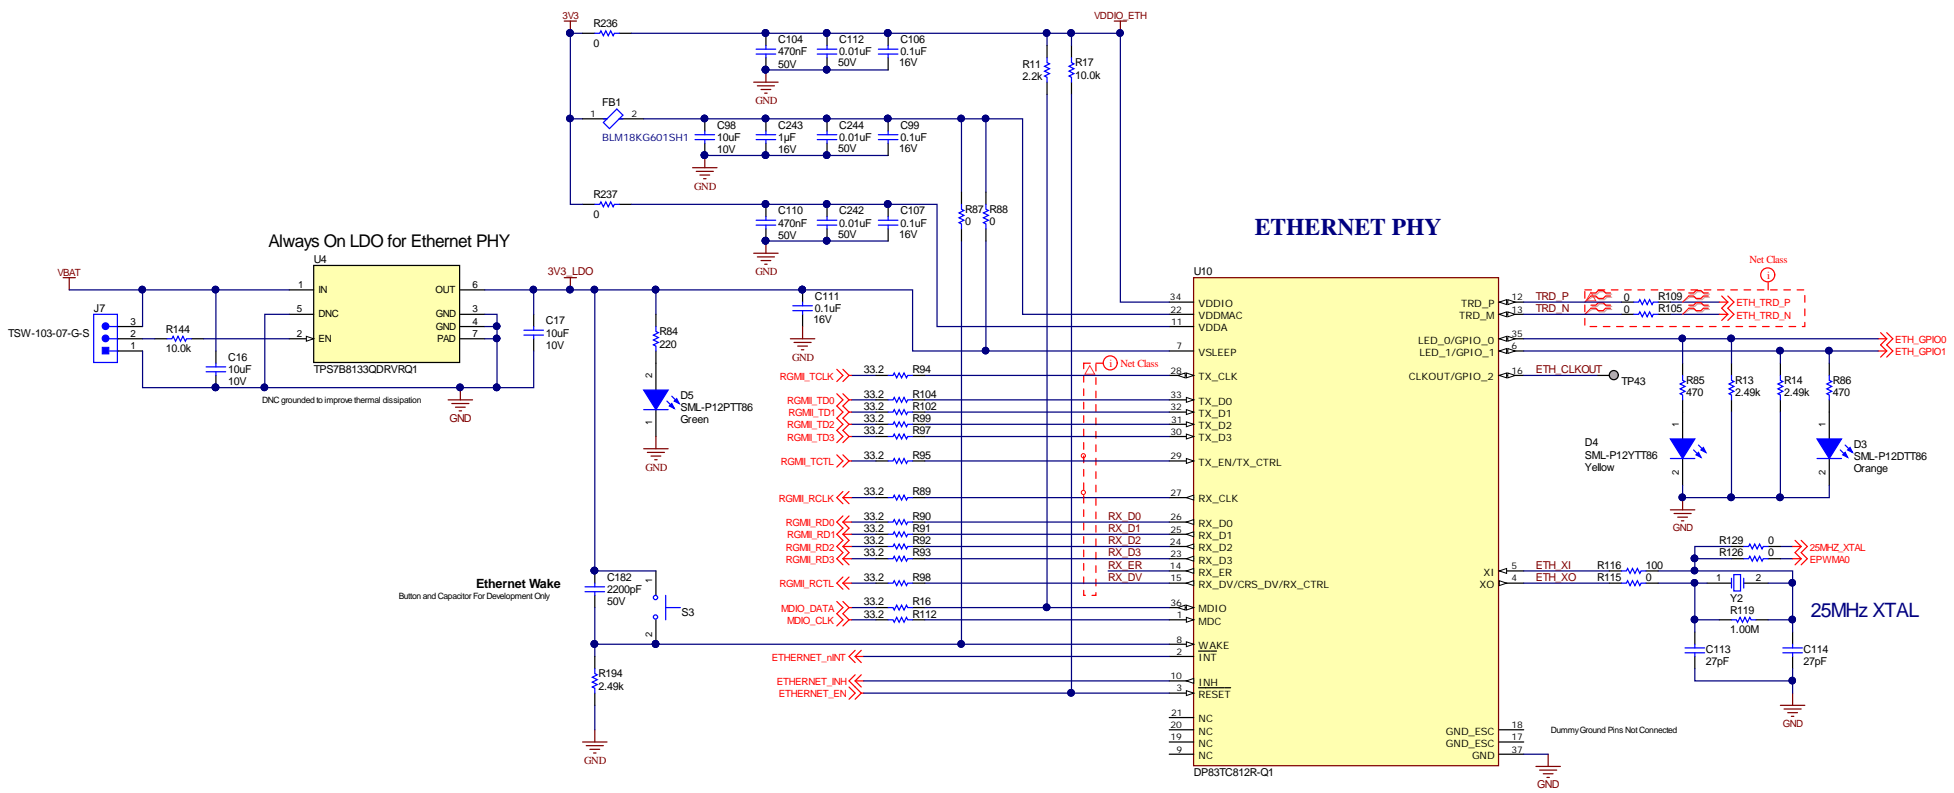 3V3
R236
0
C104
470nF
50V
C112
0.01uF
50V
C106
0.1uF
16V
GND
VDDIO_ETH
R11
2.2k
R17
10.0k
FB1
1
2
BLM18KG601SH1
C98
10uF
10V
C243
1µF
16V
C244
0.01uF
50V
C99
0.1uF
16V
GND
R237
0
C110
470nF
50V
C242
0.01uF
50V
C107
0.1uF
16V
GND
R87
0
R88
0
ETHERNET PHY
Always On LDO for Ethernet PHY
VBAT
J7
TSW-103-07-G-S
3
2
1
R144
10.0k
C16
10uF
10V
U4
1
IN
5
DNC
2
EN
OUT
6
GND
3
GND
4
PAD
7
TPS7B8133QDRVRQ1
DNC grounded to improve thermal dissipation
GND
C17
10uF
10V
3V3_LDO
R84
220
2
D5
SML-P12PTT86
Green
1
GND
C111
0.1uF
16V
GND
Net Class
RGMII_TCLK
33.2
R94
RGMII_TD0
33.2
R104
RGMII_TD1
33.2
R102
RGMII_TD2
33.2
R99
RGMII_TD3
33.2
R97
RGMII_TCTL
33.2
R95
RGMII_RCLK
33.2
R89
RGMII_RD0
33.2
R90
RX_D0
RGMII_RD1
33.2
R91
RX_D1
RGMII_RD2
33.2
R92
RX_D2
RGMII_RD3
33.2
R93
RX_D3
RX_ER
RGMII_RCTL
33.2
R98
RX_DV
MDIO_DATA
33.2
R16
MDIO_CLK
33.2
R112
ETHERNET_nINT
ETHERNET_INH
ETHERNET_EN
Ethernet Wake
Button and Capacitor For Development Only
C182
2200pF
50V
1
S3
2
R194
2.49k
GND
U10
34
VDDIO
22
VDDMAC
11
VDDA
7
VSLEEP
28
TX_CLK
33
TX_D0
32
TX_D1
31
TX_D2
30
TX_D3
29
TX_EN/TX_CTRL
27
RX_CLK
26
RX_D0
25
RX_D1
24
RX_D2
23
RX_D3
14
RX_ER
15
RX_DV/CRS_DV/RX_CTRL
36
MDIO
1
MDC
8
WAKE
2
INT
10
INH
3
RESET
21
NC
20
NC
19
NC
9
NC
DP83TC812R-Q1
TRD_P
12
TRD_M
13
LED_0/GPIO_0
35
LED_1/GPIO_1
6
CLKOUT/GPIO_2
16
XI
5
XO
4
GND_ESC
18
GND_ESC
17
GND
37
Dummy Ground Pins Not Connected
GND
Net Class
TRD_P
0
R109
ETH_TRD_P
TRD_N
0
R105
ETH_TRD_N
ETH_GPIO0
ETH_GPIO1
ETH_CLKOUT
TP43
R85
470
R13
2.49k
R14
2.49k
R86
470
1
D4
SML-P12YTT86
Yellow
2
1
D3
SML-P12DTT86
Orange
2
GND
R129
0
25MHZ_XTAL
R126
0
EPWMA0
ETH_XI
R116
100
ETH_XO
R115
0
1
2
Y2
R119
1.00M
25MHz XTAL
C113
27pF
C114
27pF
GND